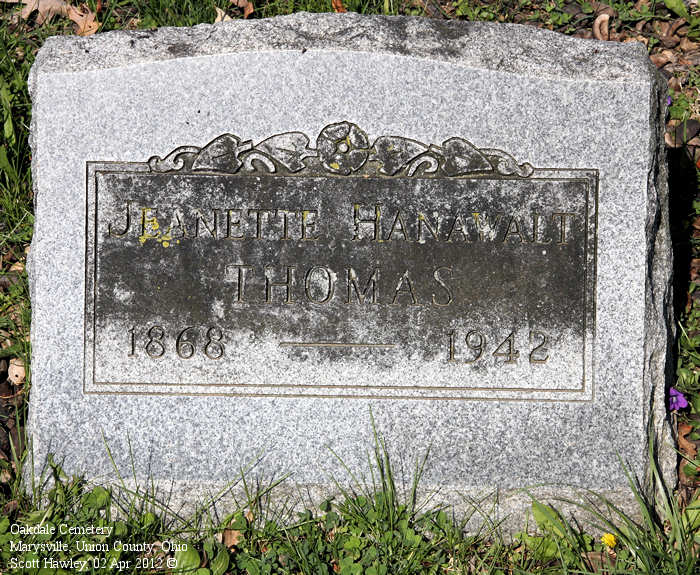 Jeanette Hanawalt
THOMAS
1868 — 1942
Oakdale Cemetery
Marysville, Union County, Ohio
Scott Hawley, 02 Apr 2012 ©